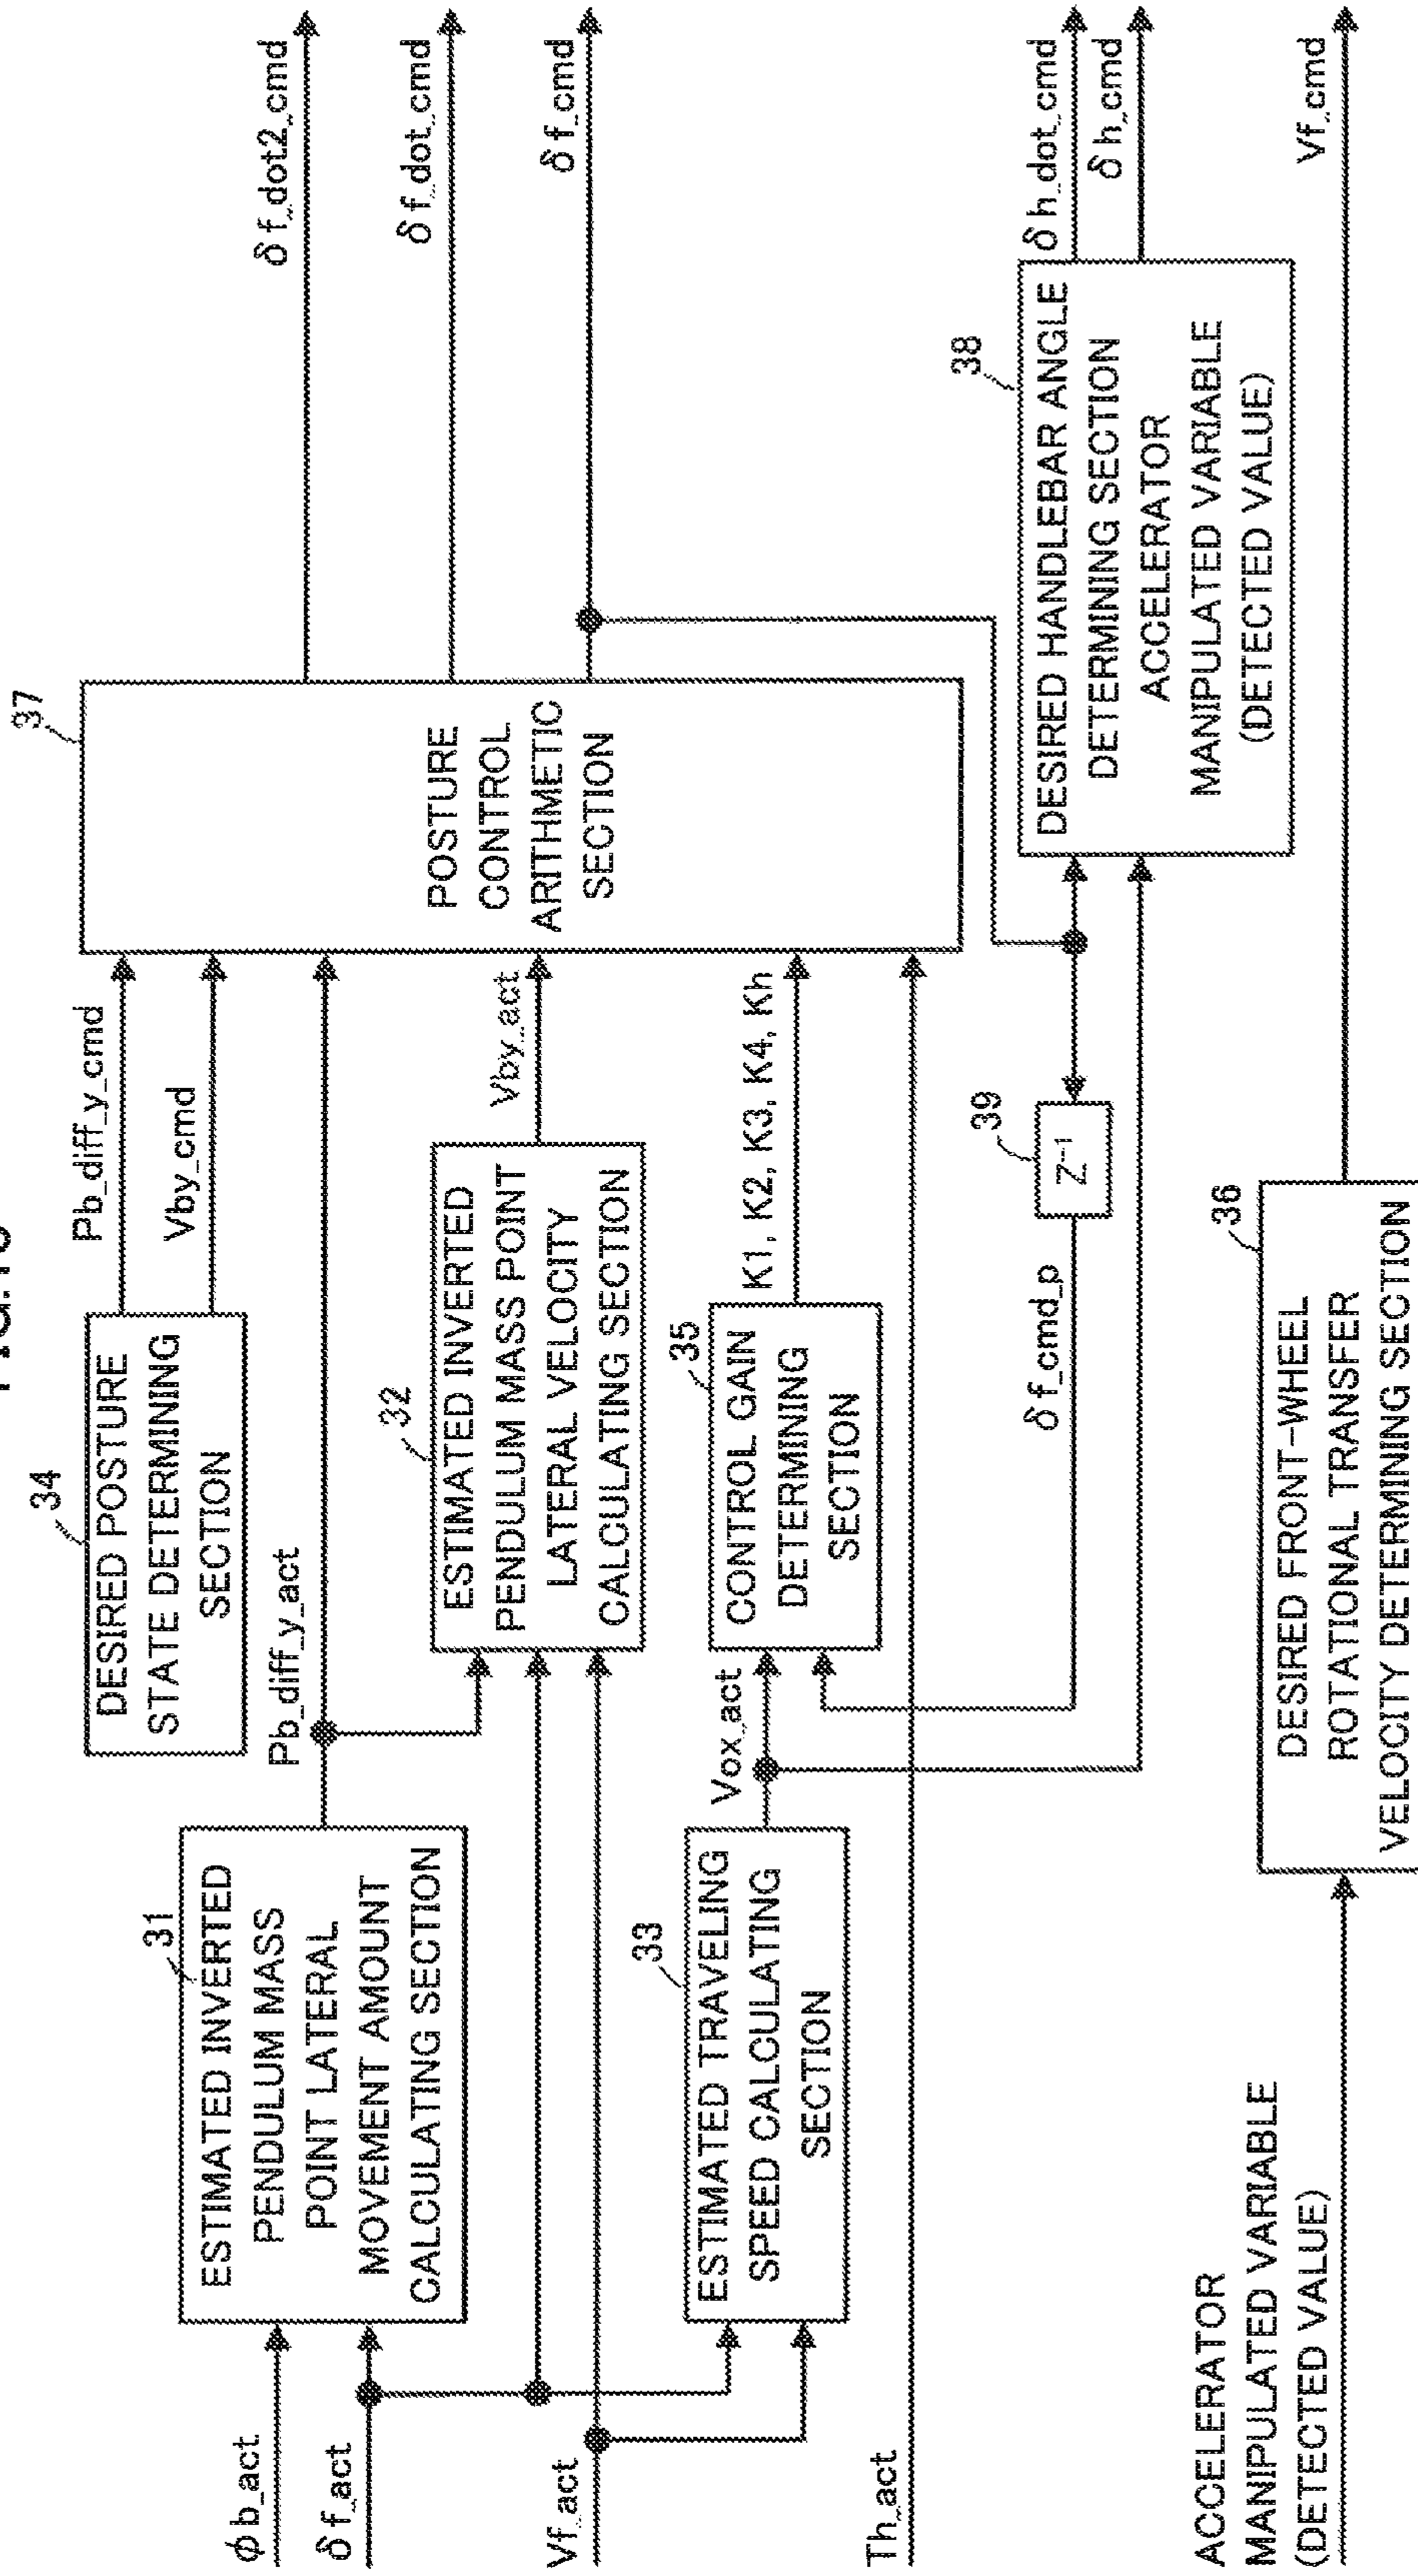 37
POSTURE
CONTROL
ARITHMETIC
SECTION
δf_dot2_cmd
δf_dot_cmd
δf_cmd
34
DESIRED POSTURE
STATE DETERMINING
SECTION
Pb_diff_y_cmd
Vby_cmd
31
ESTIMATED INVERTED
PENDULUM MASS
POINT LATERAL
MOVEMENT AMOUNT
CALCULATING SECTION
Pb_diff_y_act
φb_act
δf_act
Vf_act
Th_act
32
ESTIMATED INVERTED
PENDULUM MASS POINT
LATERAL VELOCITY
CALCULATING SECTION
Vby_act
33
ESTIMATED TRAVELING
SPEED CALCULATING
SECTION
Vox_act
35
CONTROL GAIN
DETERMINING
SECTION
K1, K2, K3, K4, Kh
39
Z⁻¹
δf_cmd_p
38
DESIRED HANDLEBAR ANGLE
DETERMINING SECTION
ACCELERATOR
MANIPULATED VARIABLE
(DETECTED VALUE)
δh_dot_cmd
δh_cmd
ACCELERATOR
MANIPULATED VARIABLE
(DETECTED VALUE)
36
DESIRED FRONT-WHEEL
ROTATIONAL TRANSFER
VELOCITY DETERMINING SECTION
Vf_cmd